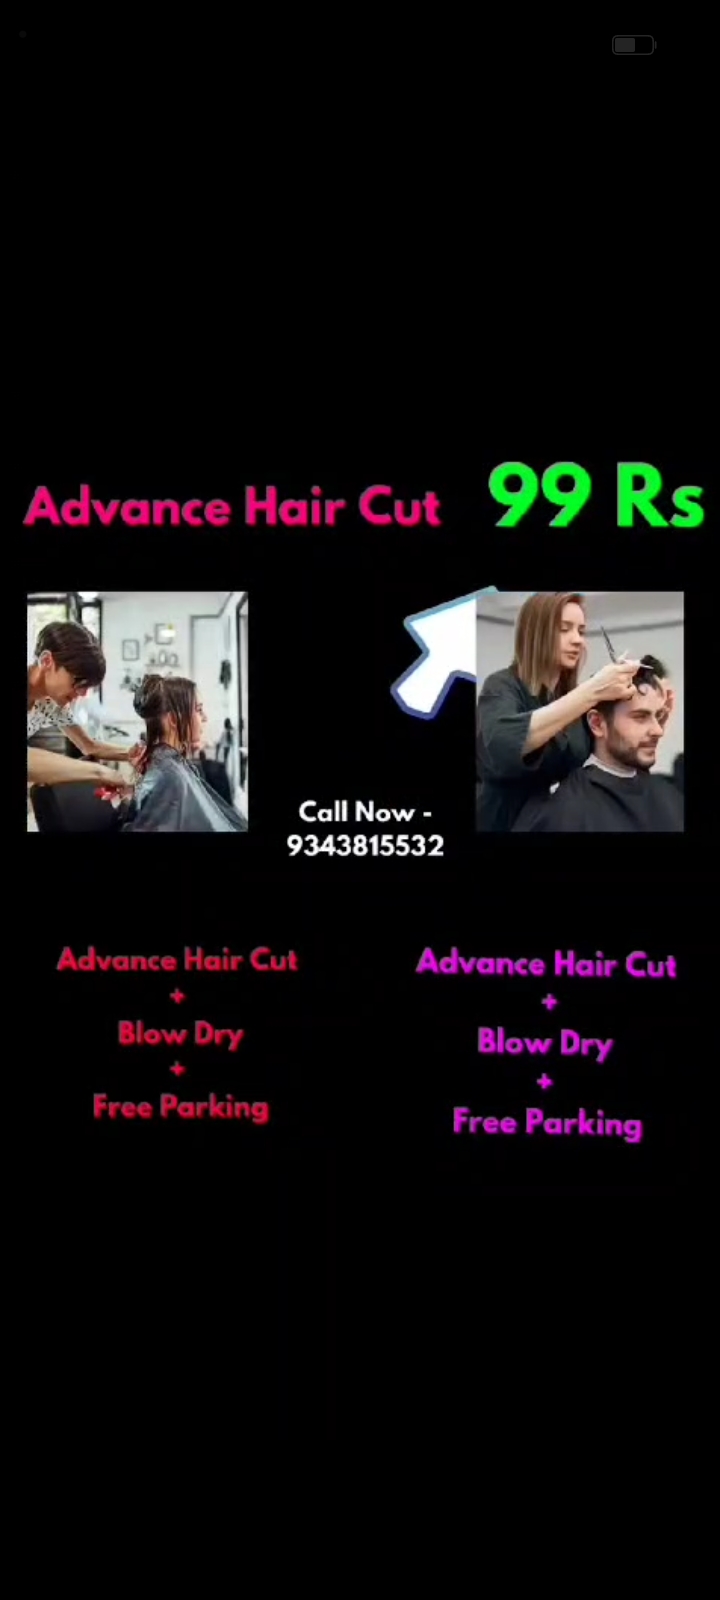 Advance Hair Cut 99 Rs
Call Now -
9343815532
Advance Hair Cut
+
Blow Dry
+
Free Parking
Advance Hair Cut
+
Blow Dry
+
Free Parking